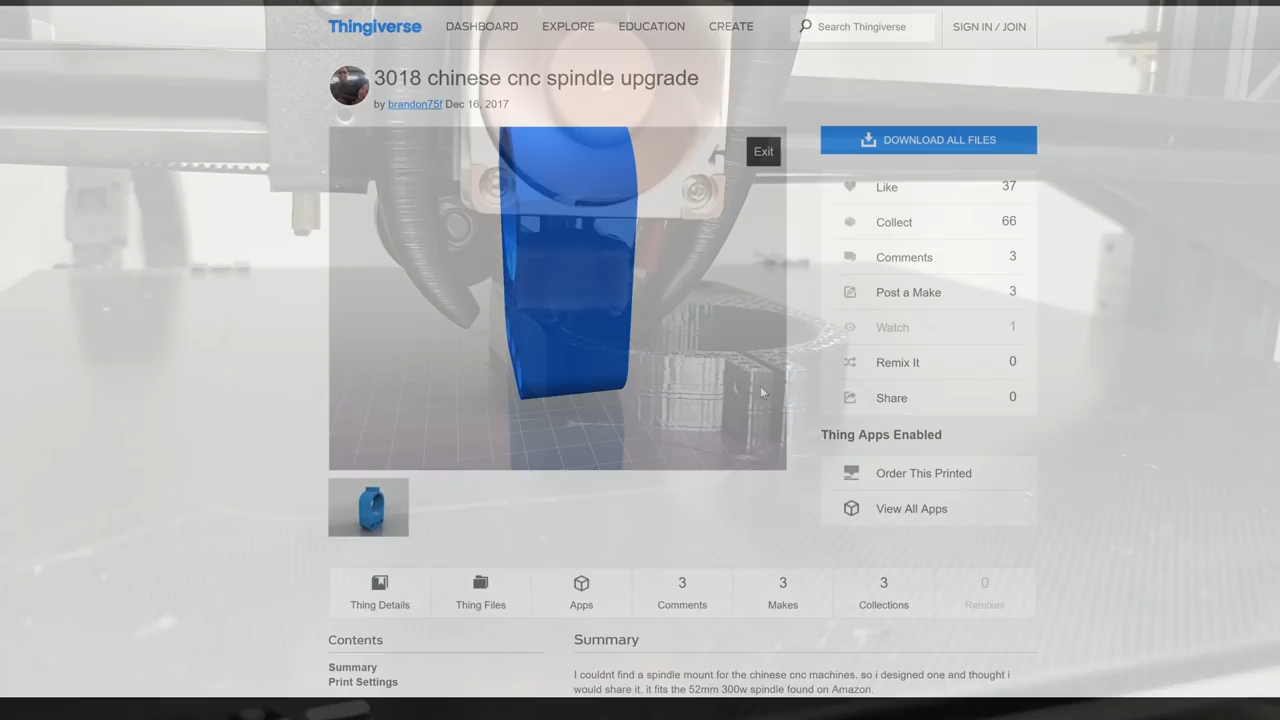 Thingiverse DASHBOARD EXPLORE EDUCATION CREATE Search Thingiverse SIGN IN / JOIN
3018 chinese cnc spindle upgrade
by brandon75f Dec 16, 2017
Exit
DOWNLOAD ALL FILES
Like 37
Collect 66
Comments 3
Post a Make 3
Watch 1
Remix It 0
Share 0
Thing Apps Enabled
Order This Printed
View All Apps
Thing Details
Thing Files
Apps
3 Comments
3 Makes
3 Collections
0 Remixes
Contents
Summary
Print Settings
Summary
I couldnt find a spindle mount for the chinese cnc machines. so i designed one and thought i
would share it. it fits the 52mm 300w spindle found on Amazon.